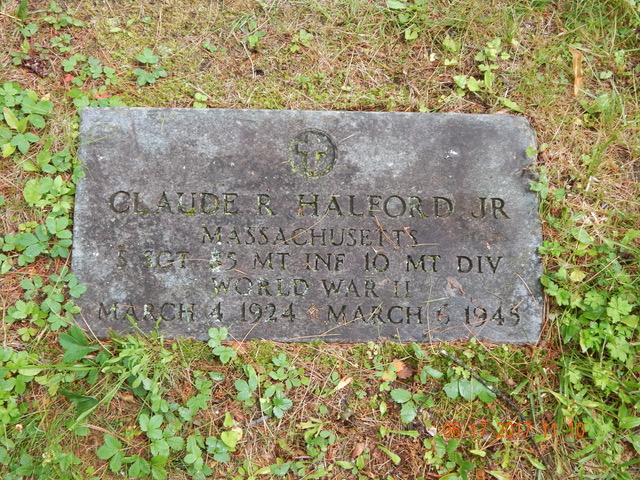 CLAUDE R HALFORD JR
MASSACHUSETTS
S SGT 85 MT INF 10 MT DIV
WORLD WAR II
MARCH 4 1924 MARCH 6 1945